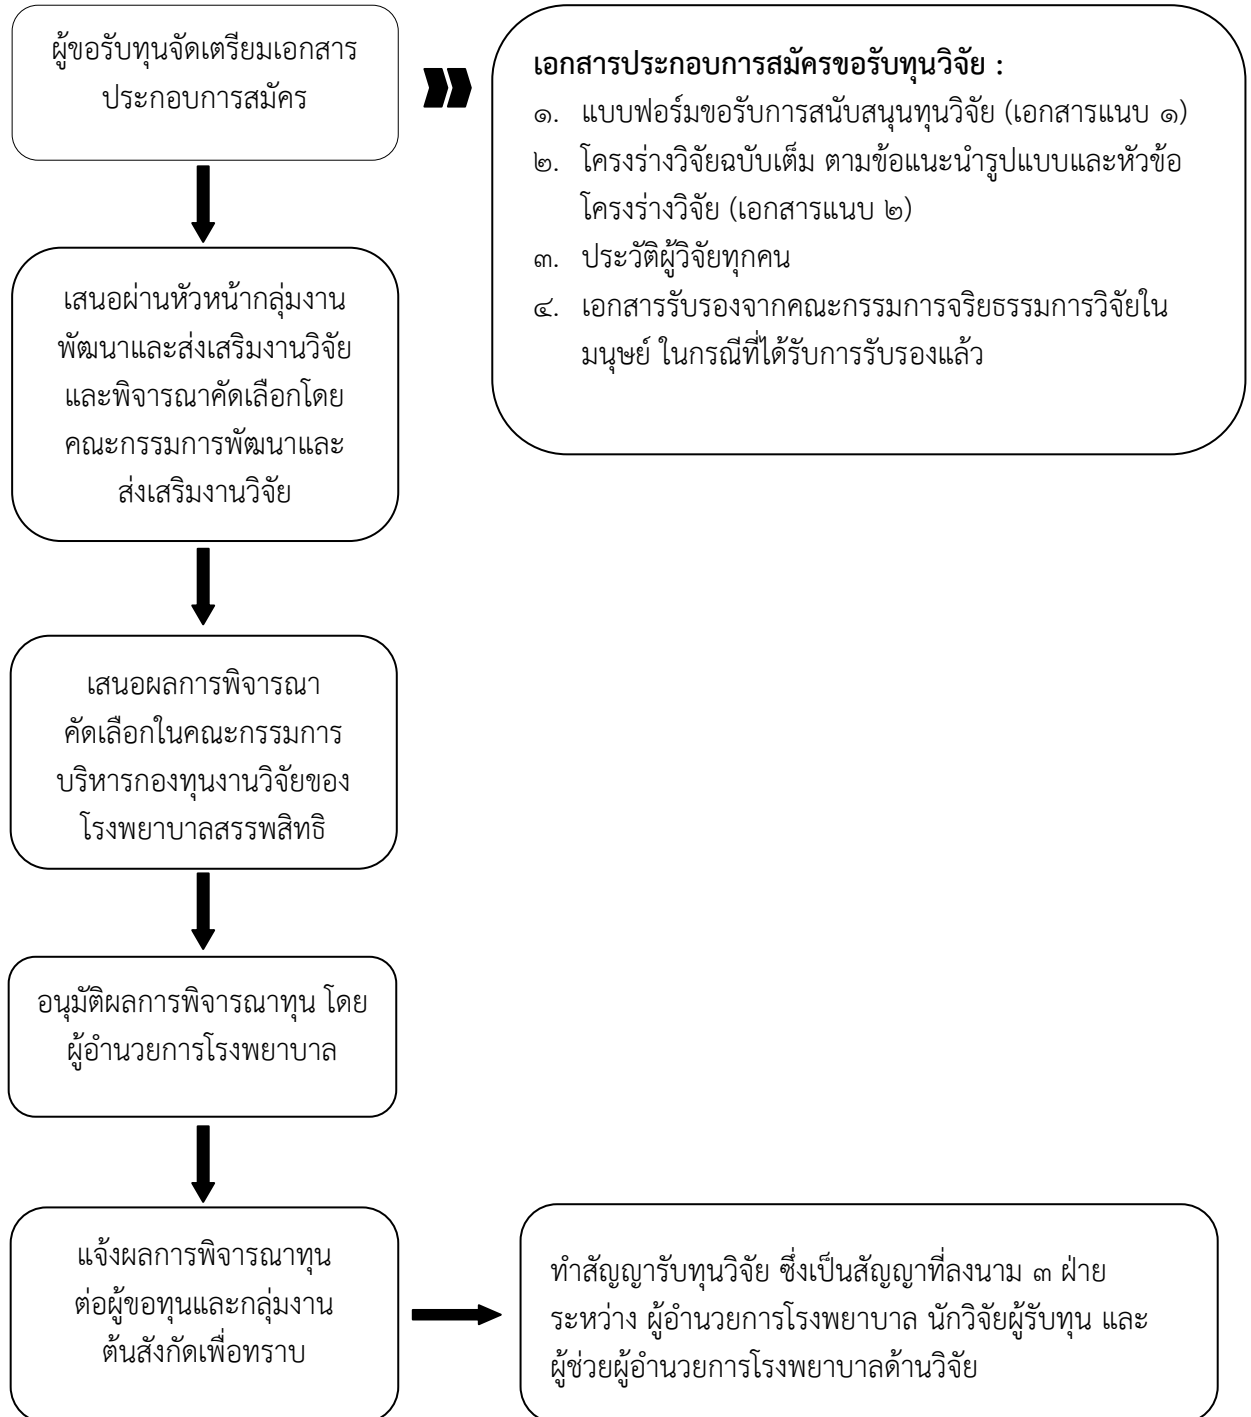 ผู้ขอรับทุนจัดเตรียมเอกสาร
ประกอบการสมัคร
เอกสารประกอบการสมัครขอรับทุนวิจัย :
๑. แบบฟอร์มขอรับการสนับสนุนทุนวิจัย (เอกสารแนบ ๑)
๒. โครงร่างวิจัยฉบับเต็ม ตามข้อแนะนำรูปแบบและหัวข้อ
โครงร่างวิจัย (เอกสารแนบ ๒)
๓. ประวัติผู้วิจัยทุกคน
๔. เอกสารรับรองจากคณะกรรมการจริยธรรมการวิจัยใน
มนุษย์ ในกรณีที่ได้รับการรับรองแล้ว
เสนอผ่านหัวหน้ากลุ่มงาน
พัฒนาและส่งเสริมงานวิจัย
และพิจารณาคัดเลือกโดย
คณะกรรมการพัฒนาและ
ส่งเสริมงานวิจัย
เสนอผลการพิจารณา
คัดเลือกในคณะกรรมการ
บริหารกองทุนงานวิจัยของ
โรงพยาบาลสรรพสิทธิ
อนุมัติผลการพิจารณาทุน โดย
ผู้อำนวยการโรงพยาบาล
แจ้งผลการพิจารณาทุน
ต่อผู้ขอทุนและกลุ่มงาน
ต้นสังกัดเพื่อทราบ
ทำสัญญารับทุนวิจัย ซึ่งเป็นสัญญาที่ลงนาม ๓ ฝ่าย
ระหว่าง ผู้อำนวยการโรงพยาบาล นักวิจัยผู้รับทุน และ
ผู้ช่วยผู้อำนวยการโรงพยาบาลด้านวิจัย